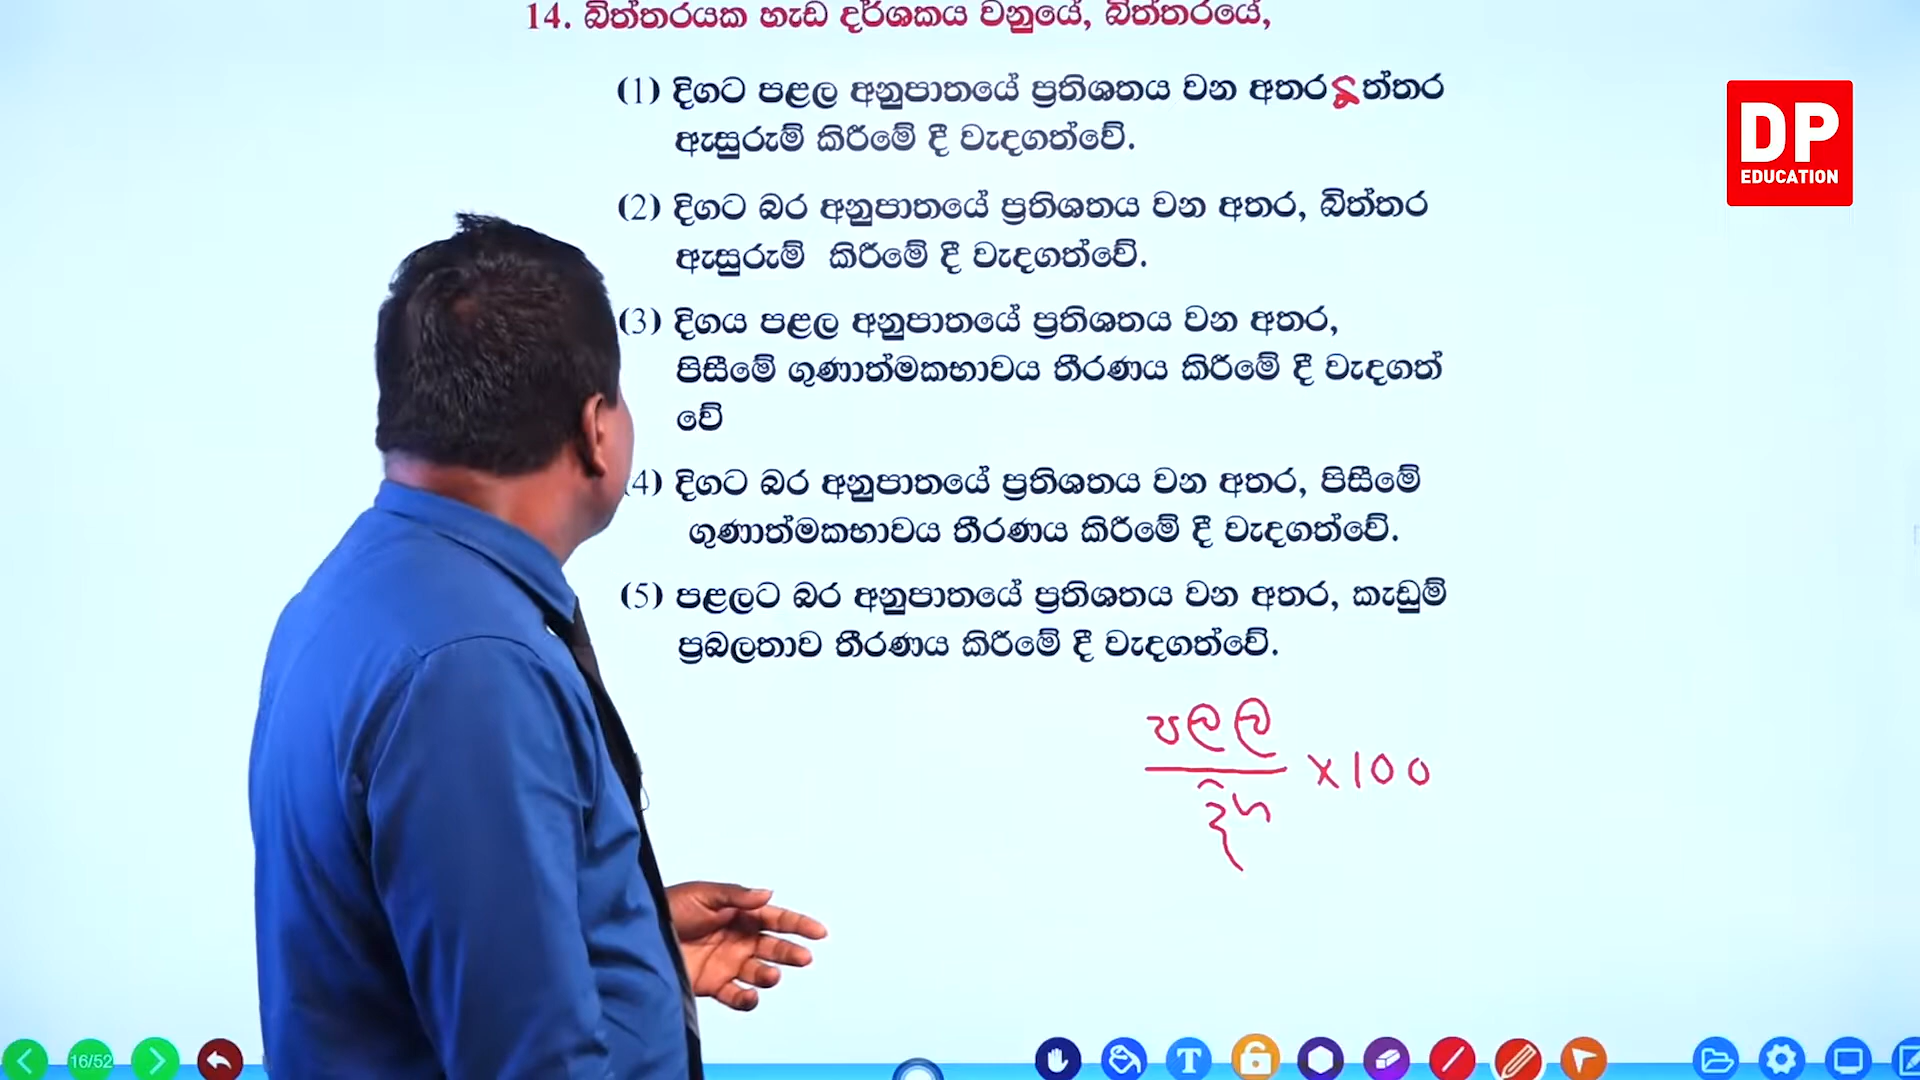 14. බිත්තරයක හැඩ දර්ශකය වනුයේ, බිත්තරයේ,
(1) දිගට පළල අනුපාතයේ ප්‍රතිශතය වන අතර ත්තර
ඇසුරුම් කිරීමේ දී වැදගත්වේ.
(2) දිගට බර අනුපාතයේ ප්‍රතිශතය වන අතර, බිත්තර
ඇසුරුම් කිරීමේ දී වැදගත්වේ.
(3) දිගය පළල අනුපාතයේ ප්‍රතිශතය වන අතර,
පිසීමේ ගුණාත්මකභාවය තීරණය කිරීමේ දී වැදගත්
වේ
(4) දිගට බර අනුපාතයේ ප්‍රතිශතය වන අතර, පිසීමේ
ගුණාත්මකභාවය තීරණය කිරීමේ දී වැදගත්වේ.
(5) පළලට බර අනුපාතයේ ප්‍රතිශතය වන අතර, කැඩුම්
ප්‍රබලතාව තීරණය කිරීමේ දී වැදගත්වේ.
පලල
දිග
x 100
DP
EDUCATION
16/52
T